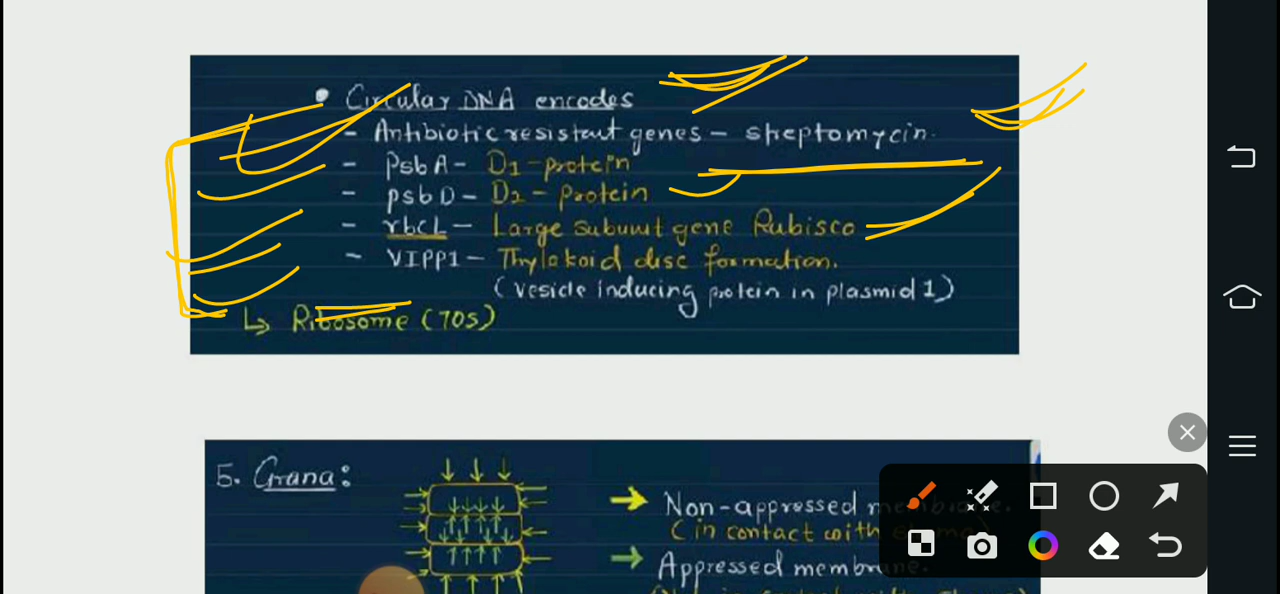 • Circular DNA encodes
- Antibiotic resistant genes - streptomycin.
- PsbA - D1 - protein
- psbD - D2 - Protein
- rbcL - Large subunit gene Rubisco
- VIPP1 - Thylakoid disc formation.
(vesicle inducing protein in plasmid 1)
↳ Ribosome (70s)
5. Grana:
→ Non-appressed
(in contact with
→ Appressed membrane.